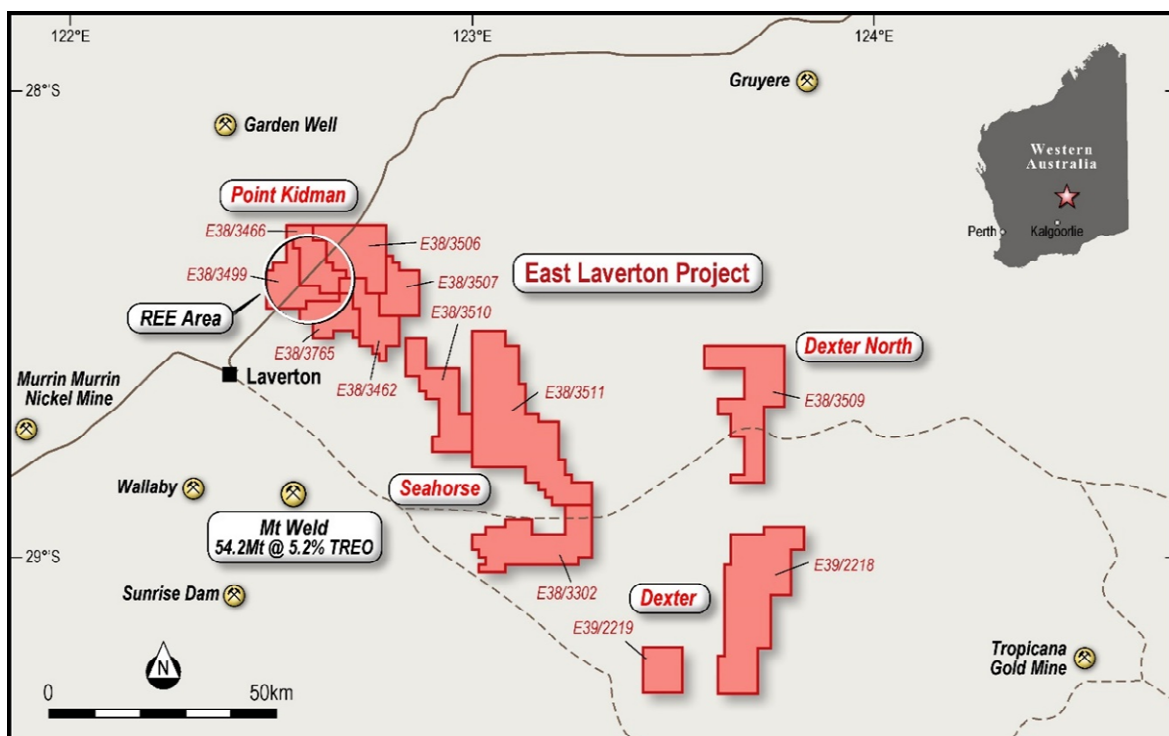 122°E
123°E
124°E
28°S
Gruyere
Garden Well
Western
Australia
Perth
Kalgoorlie
Point Kidman
E38/3466
E38/3506
E38/3499
East Laverton Project
E38/3507
REE Area
E38/3510
E38/3765
Dexter North
Laverton
E38/3462
E38/3511
E38/3509
Murrin Murrin
Nickel Mine
Wallaby
Seahorse
Mt Weld
54.2Mt @ 5.2% TREO
29°S
E39/2218
Sunrise Dam
E38/3302
Dexter
E39/2219
Tropicana
Gold Mine
N
0
50km